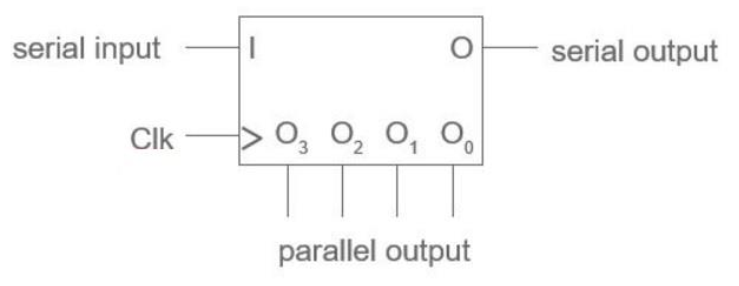 serial input
I
O
serial output
Clk
O₃ O₂ O₁ O₀
parallel output